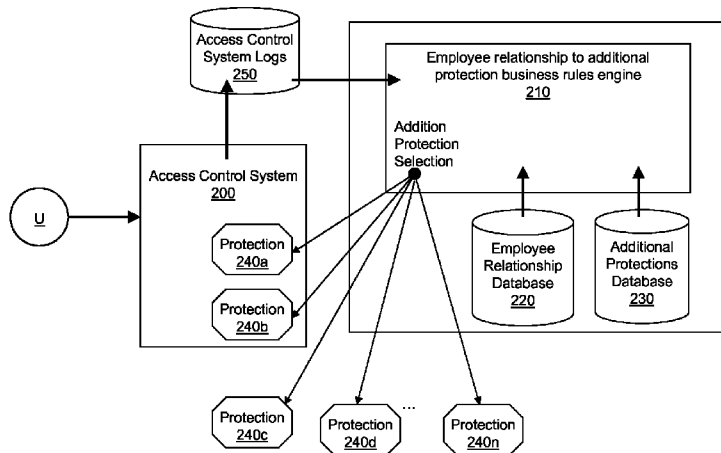 Access Control
System Logs
250
Employee relationship to additional
protection business rules engine
210
Addition
Protection
Selection
Access Control System
200
U
Protection
240a
Protection
240b
Employee
Relationship
Database
220
Additional
Protections
Database
230
Protection
240c
Protection
240d
...
Protection
240n